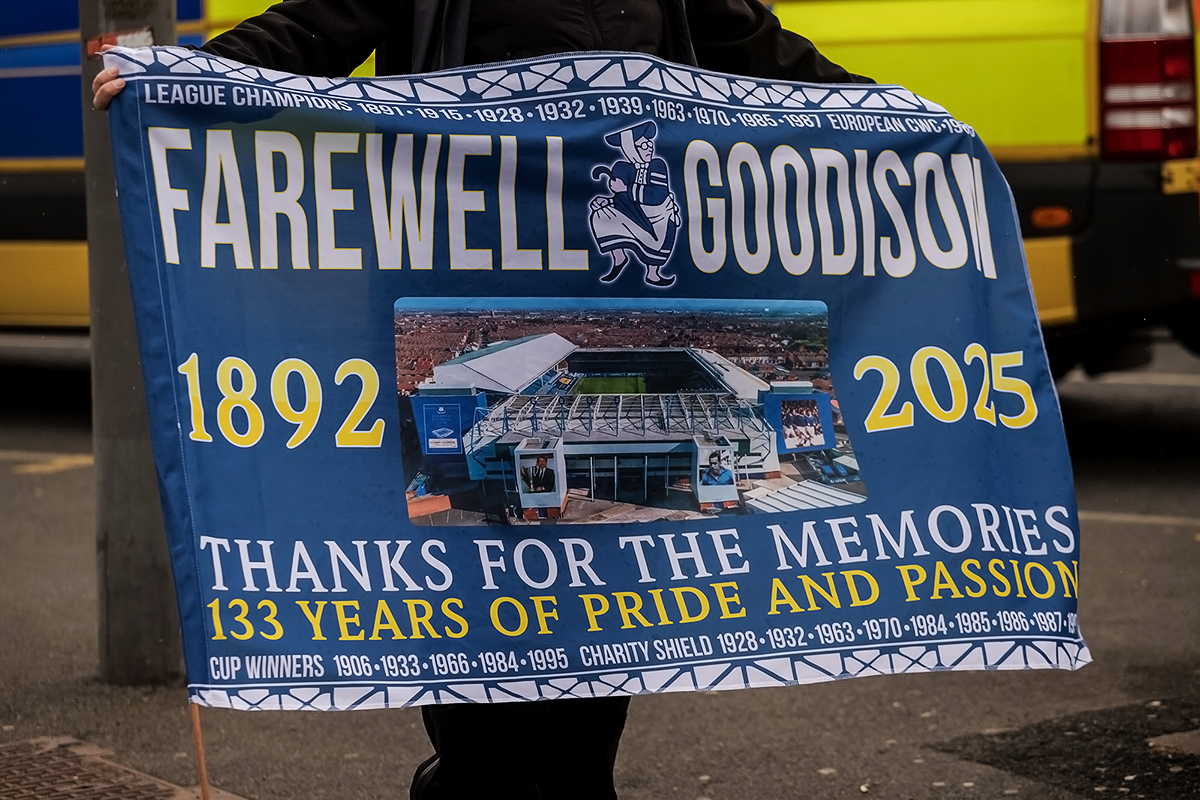 LEAGUE CHAMPIONS 1891·1915·1928·1932·1939·1963·1970·1985·1987 EUROPEAN CWC·
FAREWELL GOODISON
1892 2025
THANKS FOR THE MEMORIES
133 YEARS OF PRIDE AND PASSION
CUP WINNERS 1906·1933·1966·1984·1995 CHARITY SHIELD 1928·1932·1963·1970·1984·1985·1986·1987·